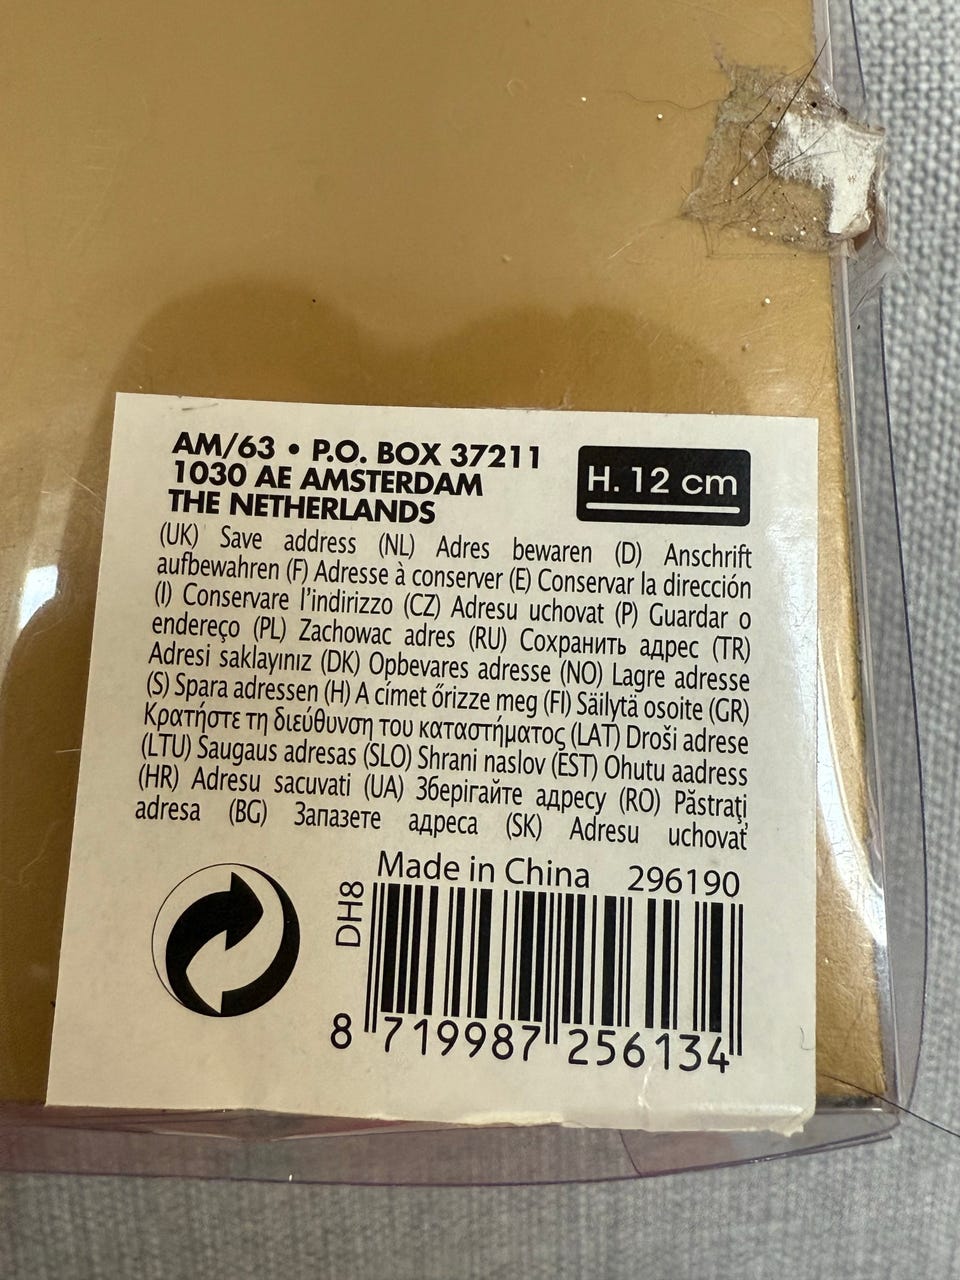 AM/63 • P.O. BOX 37211
1030 AE AMSTERDAM
THE NETHERLANDS
H. 12 cm
(UK) Save address (NL) Adres bewaren (D) Anschrift
aufbewahren (F) Adresse à conserver (E) Conservar la dirección
(I) Conservare l'indirizzo (CZ) Adresu uchovat (P) Guardar o
endereço (PL) Zachowac adres (RU) Сохранить адрес (TR)
Adresi saklayınız (DK) Opbevares adresse (NO) Lagre adresse
(S) Spara adressen (H) A címet őrizze meg (FI) Säilytä osoite (GR)
Κρατήστε τη διεύθυνση του καταστήματος (LAT) Droši adrese
(LTU) Saugaus adresas (SLO) Shrani naslov (EST) Ohutu aadress
(HR) Adresu sacuvati (UA) Зберігайте адресу (RO) Păstraţi
adresa (BG) Запазете адреса (SK) Adresu uchovať
Made in China 296190
DH8
8 719987 256134